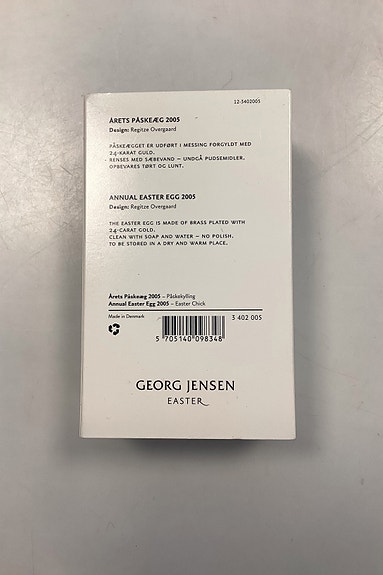 12-3402005
ÅRETS PÅSKEÆG 2005
Design: Regitze Overgaard
PÅSKEÆGGET ER UDFØRT I MESSING FORGYLDT MED
24-KARAT GULD.
RENSES MED SÆBEVAND – UNDGÅ PUDSEMIDLER.
OPBEVARES TØRT OG LUNT.
ANNUAL EASTER EGG 2005
Design: Regitze Overgaard
THE EASTER EGG IS MADE OF BRASS PLATED WITH
24-KARAT GOLD.
CLEAN WITH SOAP AND WATER – NO POLISH.
TO BE STORED IN A DRY AND WARM PLACE.
Årets Påskeæg 2005 – Påskekylling
Annual Easter Egg 2005 – Easter Chick
Made in Denmark
3 402 005
5 705140 098348
GEORG JENSEN
EASTER